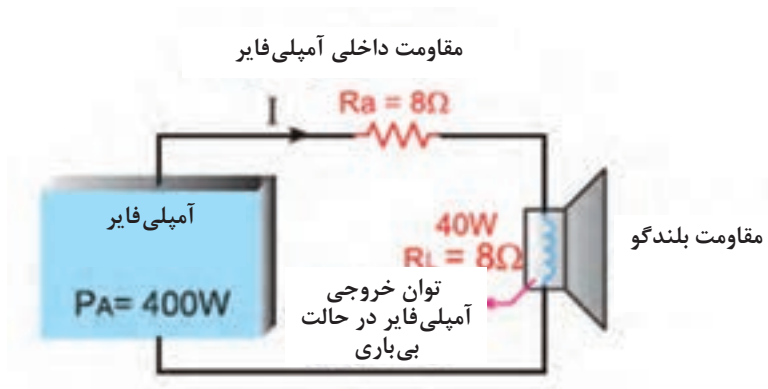 مقاومت داخلی آمپلی‌فایر
Ra = 8Ω
I
آمپلی‌فایر
PA= 400W
40W
RL = 8Ω
مقاومت بلندگو
توان خروجی
آمپلی‌فایر در حالت
بی‌باری